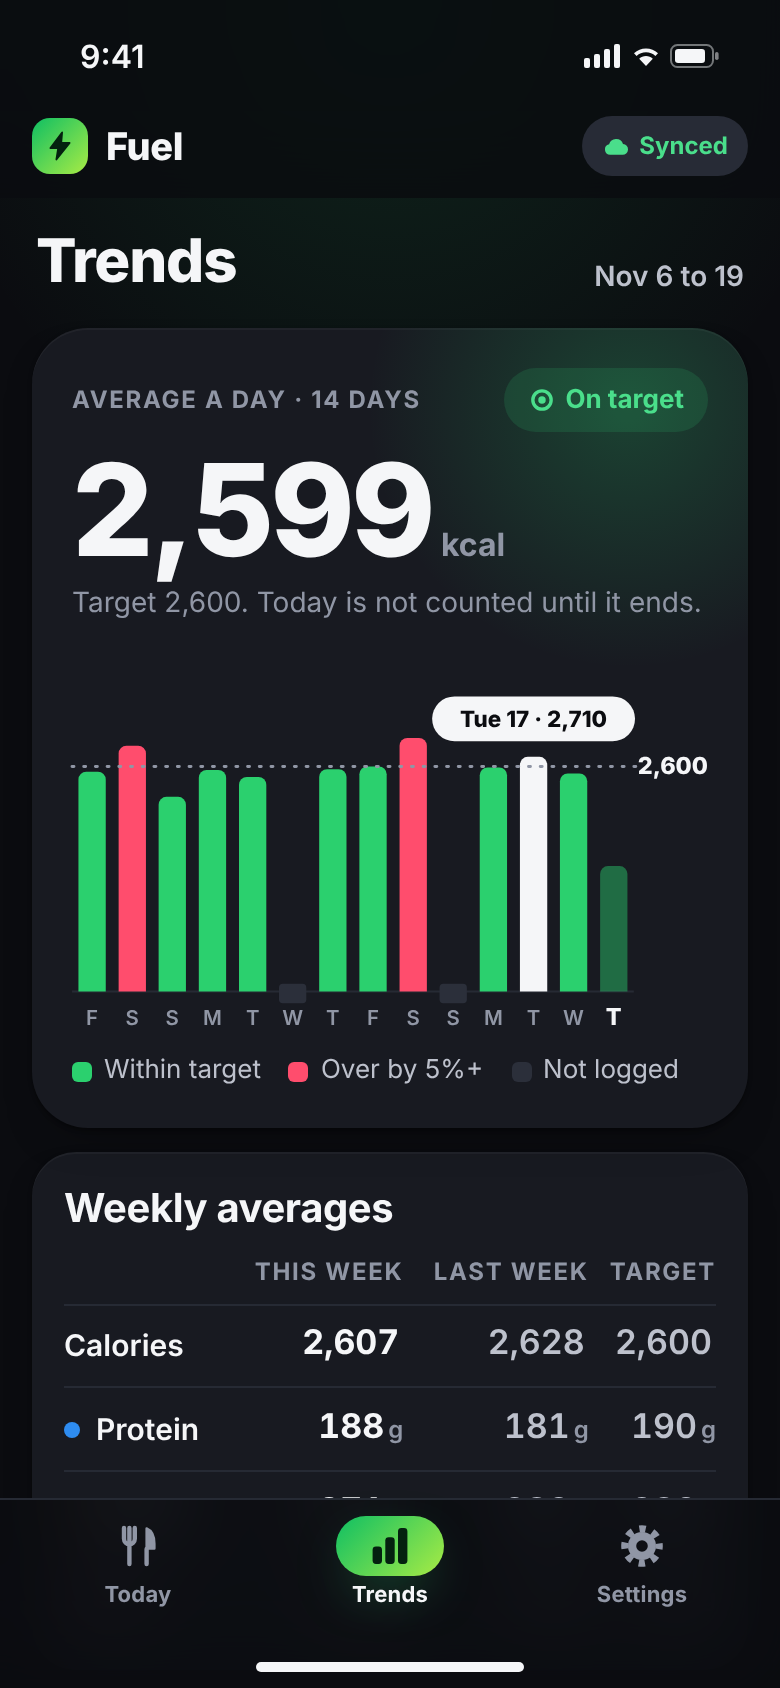 9:41
Fuel
Synced
Trends
Nov 6 to 19
AVERAGE A DAY · 14 DAYS
On target
2,599 kcal
Target 2,600. Today is not counted until it ends.
Tue 17 · 2,710
2,600
F S S M T W T F S S M T W T
Within target Over by 5%+ Not logged
Weekly averages
THIS WEEK LAST WEEK TARGET
Calories 2,607 2,628 2,600
Protein 188 g 181 g 190 g
Today Trends Settings